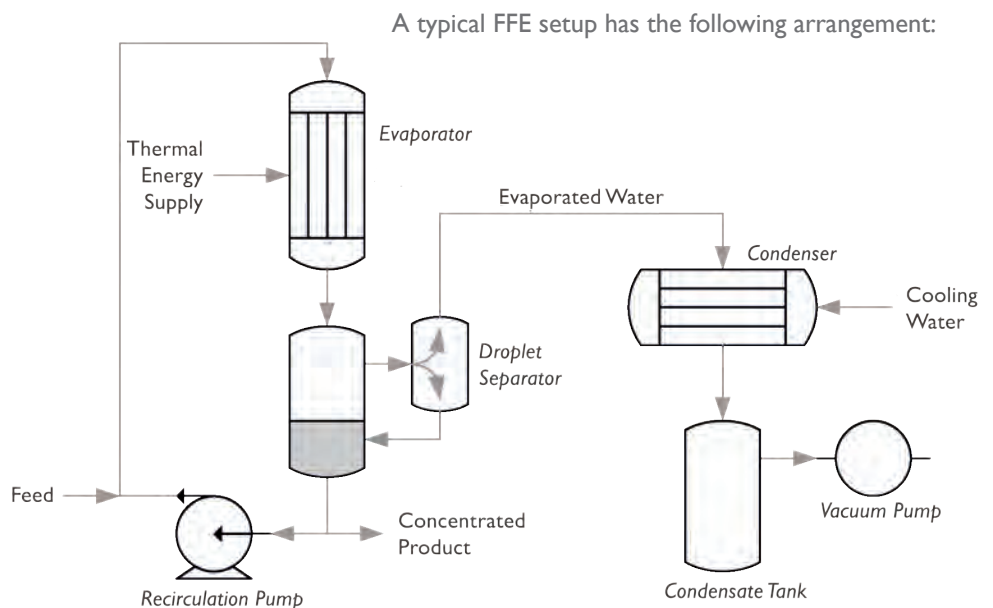 A typical FFE setup has the following arrangement:
Evaporator
Thermal
Energy
Supply
Evaporated Water
Condenser
Cooling
Water
Droplet
Separator
Feed
Concentrated
Product
Vacuum Pump
Recirculation Pump
Condensate Tank